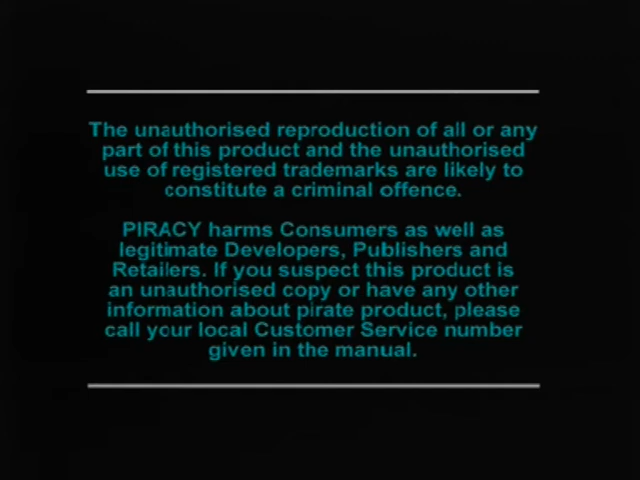 The unauthorised reproduction of all or any
part of this product and the unauthorised
use of registered trademarks are likely to
constitute a criminal offence.
PIRACY harms Consumers as well as
legitimate Developers, Publishers and
Retailers. If you suspect this product is
an unauthorised copy or have any other
information about pirate product, please
call your local Customer Service number
given in the manual.